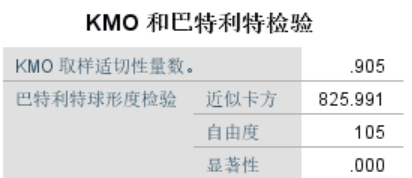 KMO 和巴特利特检验
KMO 取样适切性量数。 .905
巴特利特球形度检验 近似卡方 825.991
自由度 105
显著性 .000